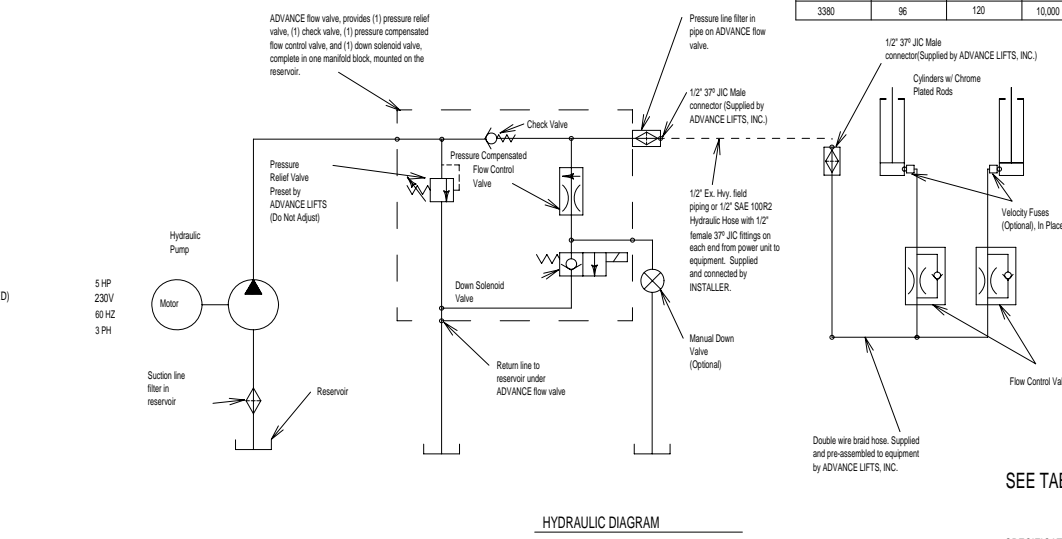 3380 96 120 10,000
ADVANCE flow valve, provides (1) pressure relief
valve, (1) check valve, (1) pressure compensated
flow control valve, and (1) down solenoid valve,
complete in one manifold block, mounted on the
reservoir.
Pressure line filter in
pipe on ADVANCE flow
valve.
1/2" 37º JIC Male
connector(Supplied by ADVANCE LIFTS, INC.)
Cylinders w/ Chrome
Plated Rods
1/2" 37º JIC Male
connector (Supplied by
ADVANCE LIFTS, INC.)
Check Valve
Pressure Compensated
Flow Control
Valve
Pressure
Relief Valve
Preset by
ADVANCE LIFTS
(Do Not Adjust)
1/2" Ex. Hvy. field
piping or 1/2" SAE 100R2
Hydraulic Hose with 1/2"
female 37º JIC fittings on
each end from power unit to
equipment. Supplied
and connected by
INSTALLER.
Velocity Fuses
(Optional), In Place
Hydraulic
Pump
D)
5 HP
230V
60 HZ
3 PH
Motor
Down Solenoid
Valve
Manual Down
Valve
(Optional)
Suction line
filter in
reservoir
Reservoir
Return line to
reservoir under
ADVANCE flow valve
Flow Control Val
Double wire braid hose. Supplied
and pre-assembled to equipment
by ADVANCE LIFTS, INC.
SEE TAB
HYDRAULIC DIAGRAM